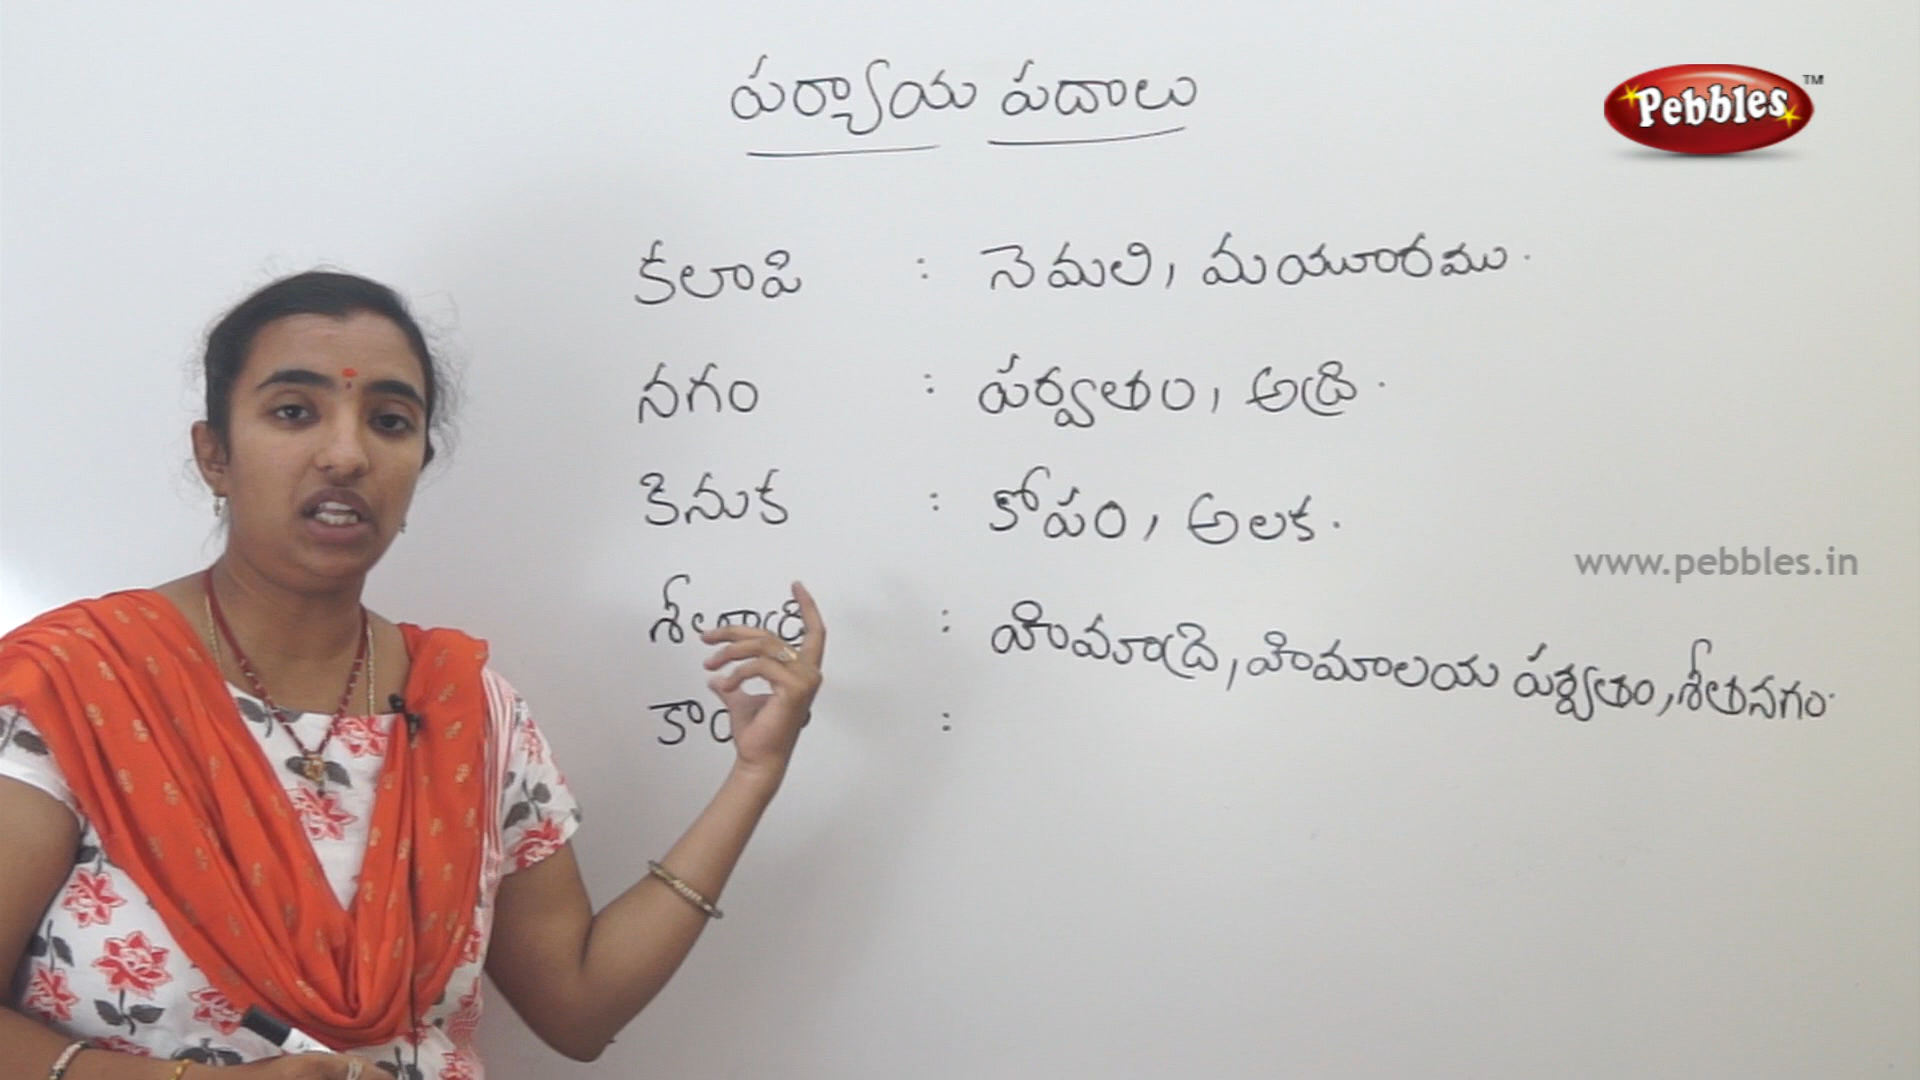 పర్యాయ పదాలు
Pebbles TM
కలాపి : నెమలి, మయూరము.
నగం : పర్వతం, అద్రి.
కినుక : కోపం, అలక.
www.pebbles.in
: హిమాద్రి, హిమాలయ పర్వతం, శీతనగం.
: